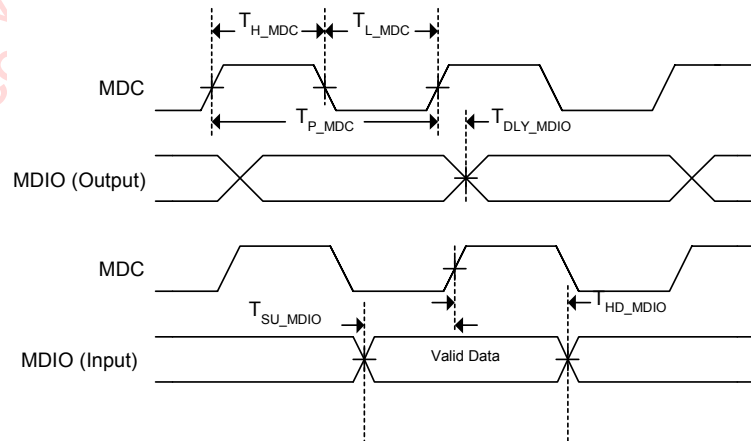 T_H_MDC T_L_MDC
MDC
T_P_MDC T_DLY_MDIO
MDIO (Output)
MDC
T_SU_MDIO T_HD_MDIO
MDIO (Input) Valid Data